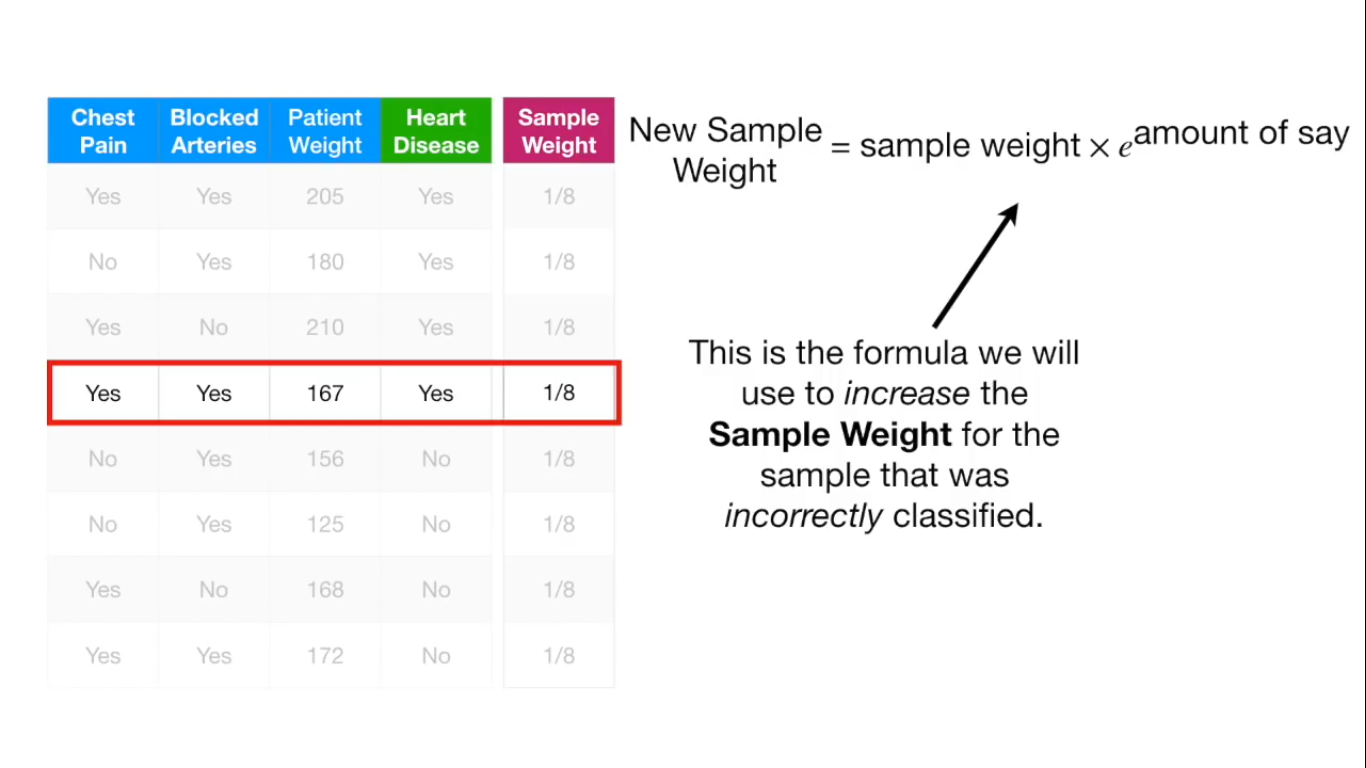 Chest Pain Blocked Arteries Patient Weight Heart Disease Sample Weight
Yes Yes 205 Yes 1/8
No Yes 180 Yes 1/8
Yes No 210 Yes 1/8
Yes Yes 167 Yes 1/8
No Yes 156 No 1/8
No Yes 125 No 1/8
Yes No 168 No 1/8
Yes Yes 172 No 1/8
New Sample Weight = sample weight × e^amount of say
This is the formula we will
use to increase the
Sample Weight for the
sample that was
incorrectly classified.